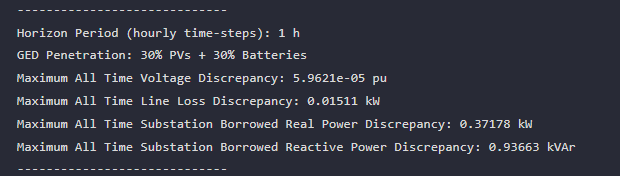 -----------------------------
Horizon Period (hourly time-steps): 1 h
GED Penetration: 30% PVs + 30% Batteries
Maximum All Time Voltage Discrepancy: 5.9621e-05 pu
Maximum All Time Line Loss Discrepancy: 0.01511 kW
Maximum All Time Substation Borrowed Real Power Discrepancy: 0.37178 kW
Maximum All Time Substation Borrowed Reactive Power Discrepancy: 0.93663 kVAr
-----------------------------